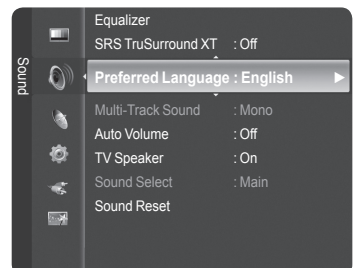 Sound
Equalizer
SRS TruSurround XT : Off
Preferred Language : English
Multi-Track Sound : Mono
Auto Volume : Off
TV Speaker : On
Sound Select : Main
Sound Reset